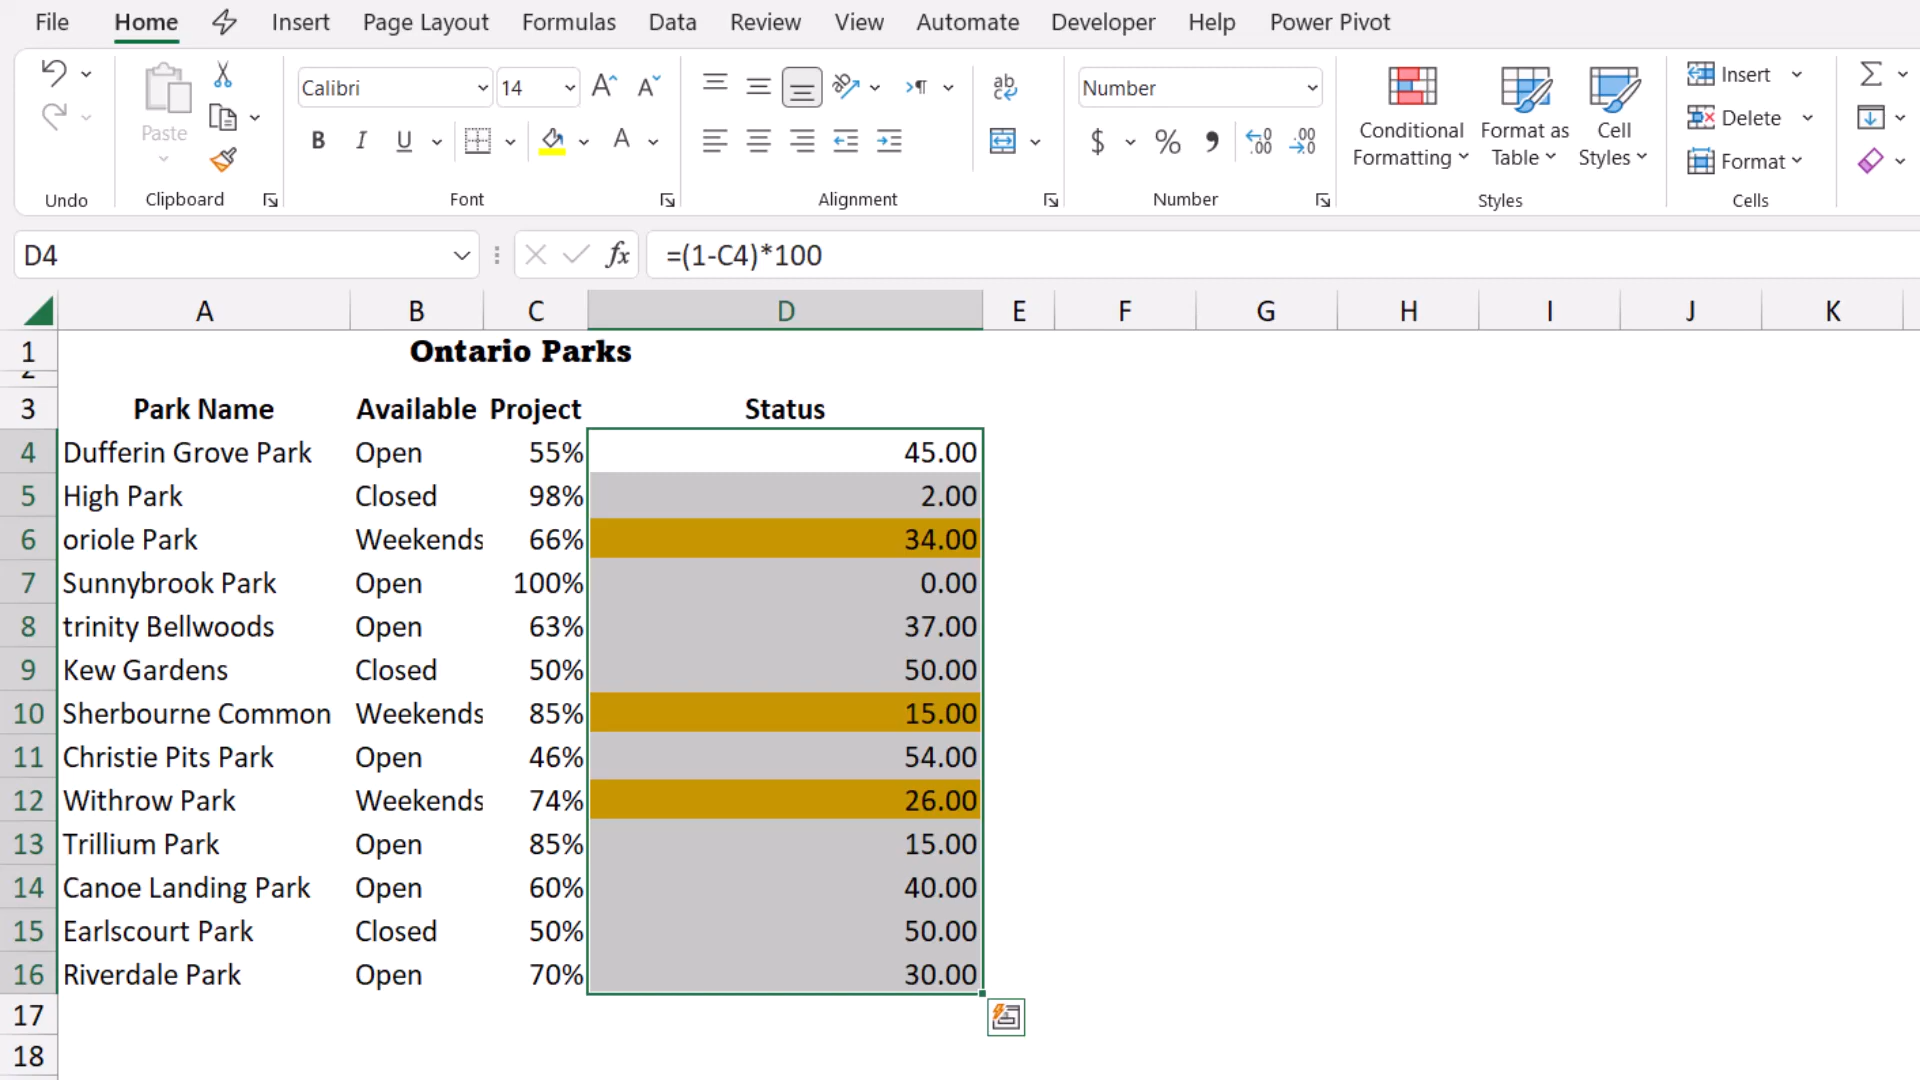 File Home Insert Page Layout Formulas Data Review View Automate Developer Help Power Pivot
Paste
Calibri 14
Number
Conditional Formatting
Format as Table
Cell Styles
Insert
Delete
Format
Undo Clipboard Font Alignment Number Styles Cells
D4 fx =(1-C4)*100
A B C D E F G H I J K
1 Ontario Parks
2
3 Park Name Available Project Status
4 Dufferin Grove Park Open 55% 45.00
5 High Park Closed 98% 2.00
6 oriole Park Weekends 66% 34.00
7 Sunnybrook Park Open 100% 0.00
8 trinity Bellwoods Open 63% 37.00
9 Kew Gardens Closed 50% 50.00
10 Sherbourne Common Weekends 85% 15.00
11 Christie Pits Park Open 46% 54.00
12 Withrow Park Weekends 74% 26.00
13 Trillium Park Open 85% 15.00
14 Canoe Landing Park Open 60% 40.00
15 Earlscourt Park Closed 50% 50.00
16 Riverdale Park Open 70% 30.00
17
18